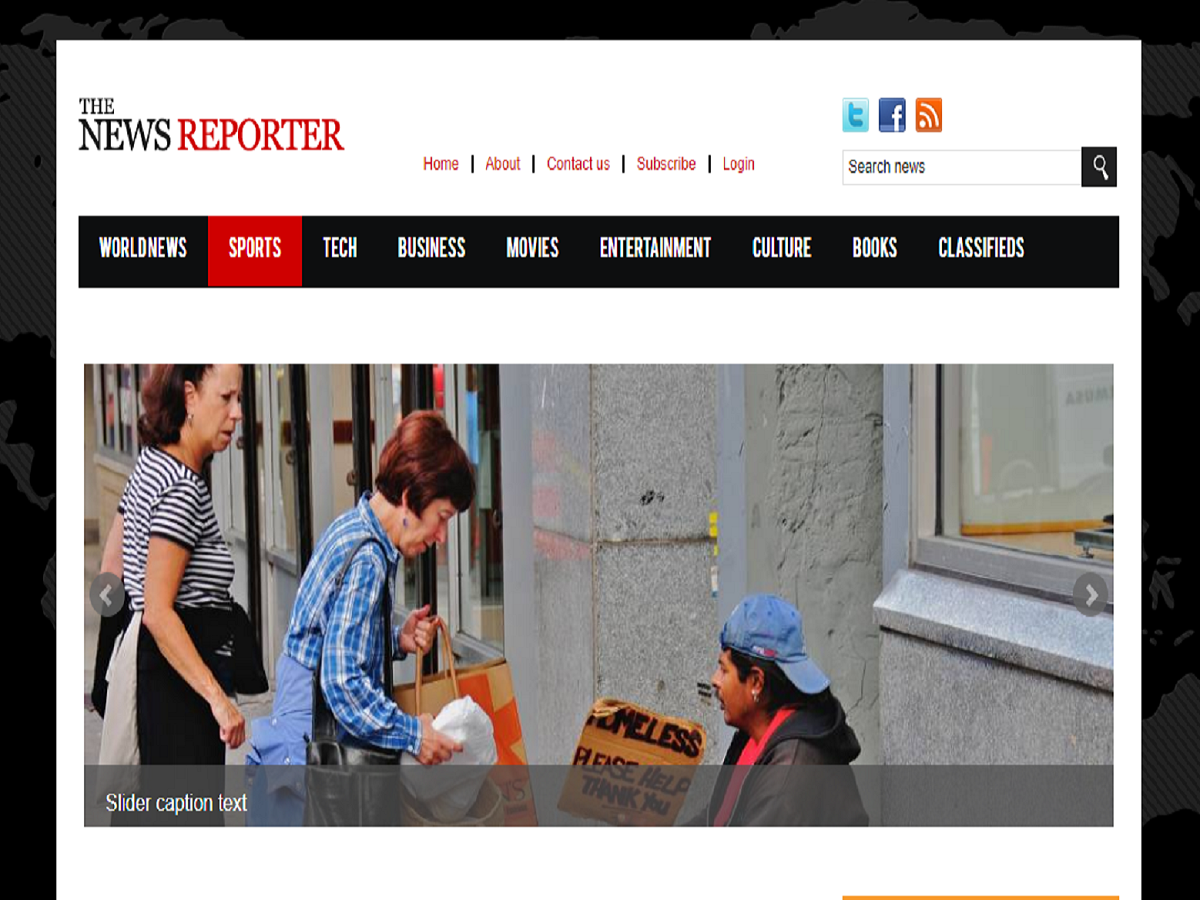 THE
NEWS REPORTER
Home | About | Contact us | Subscribe | Login
Search news
WORLDNEWS SPORTS TECH BUSINESS MOVIES ENTERTAINMENT CULTURE BOOKS CLASSIFIEDS
HOMELESS
PLEASE HELP
THANK YOU
Slider caption text